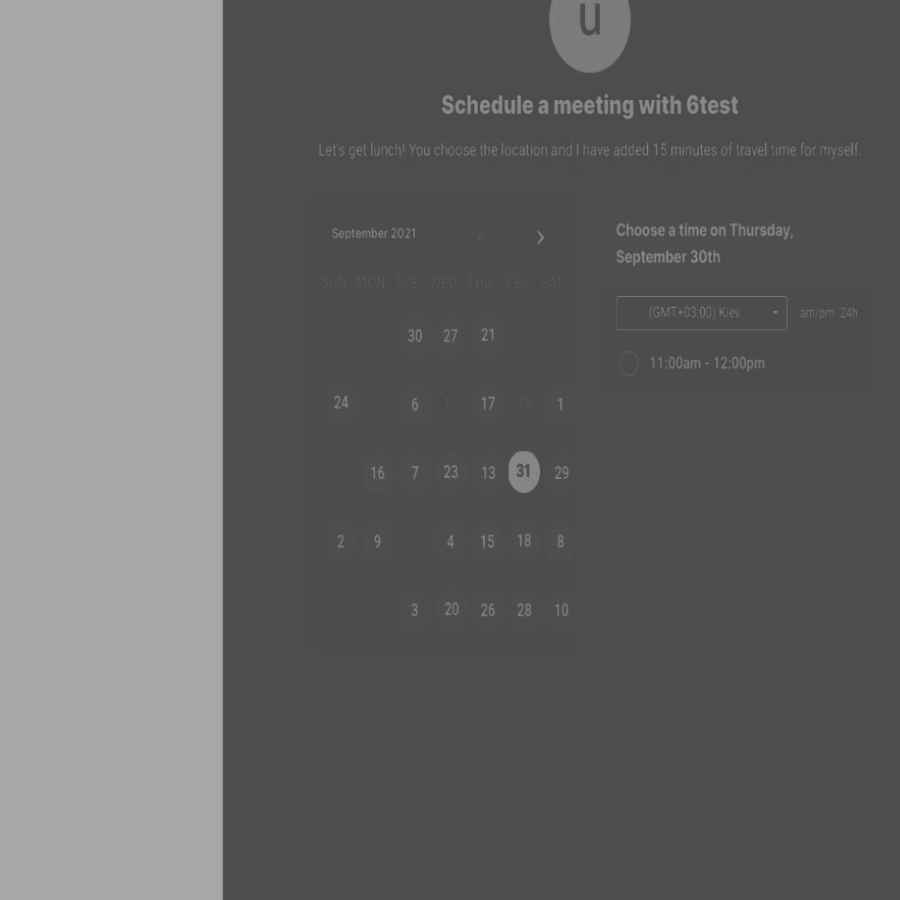 u
Schedule a meeting with 6test
Let's get lunch! You choose the location and I have added 15 minutes of travel time for myself.
September 2021
SUN MON TUE WED THU FRI SAT
30 27 21
24 6 12 17 19 1
16 7 23 13 31 29
2 9 4 15 18 8
3 20 26 28 10
Choose a time on Thursday,
September 30th
(GMT+03:00) Kiev am/pm 24h
11:00am - 12:00pm